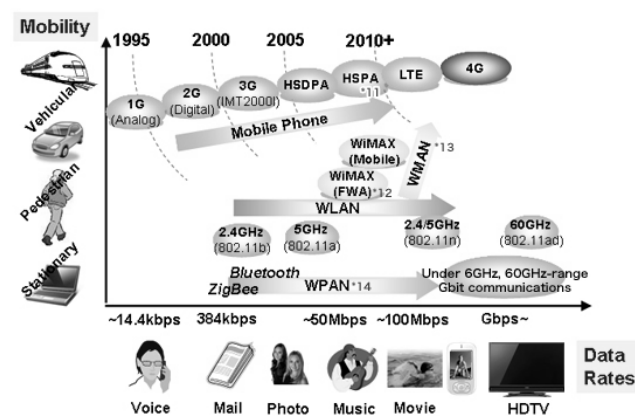 Mobility
1995
2000
2005
2010+
1G
(Analog)
2G
(Digital)
3G
(IMT2000I)
HSDPA
HSPA
*11
LTE
4G
Mobile Phone
Vehicular
WiMAX
(Mobile)
WiMAX
(FWA)*12
WMAN
*13
Pedestrian
WLAN
2.4GHz
(802.11b)
5GHz
(802.11a)
2.4/5GHz
(802.11n)
60GHz
(802.11ad)
Stationary
Bluetooth
ZigBee
WPAN*14
Under 6GHz, 60GHz-range
Gbit communications
~14.4kbps
384kbps
~50Mbps
~100Mbps
Gbps~
Data
Rates
Voice
Mail
Photo
Music
Movie
HDTV